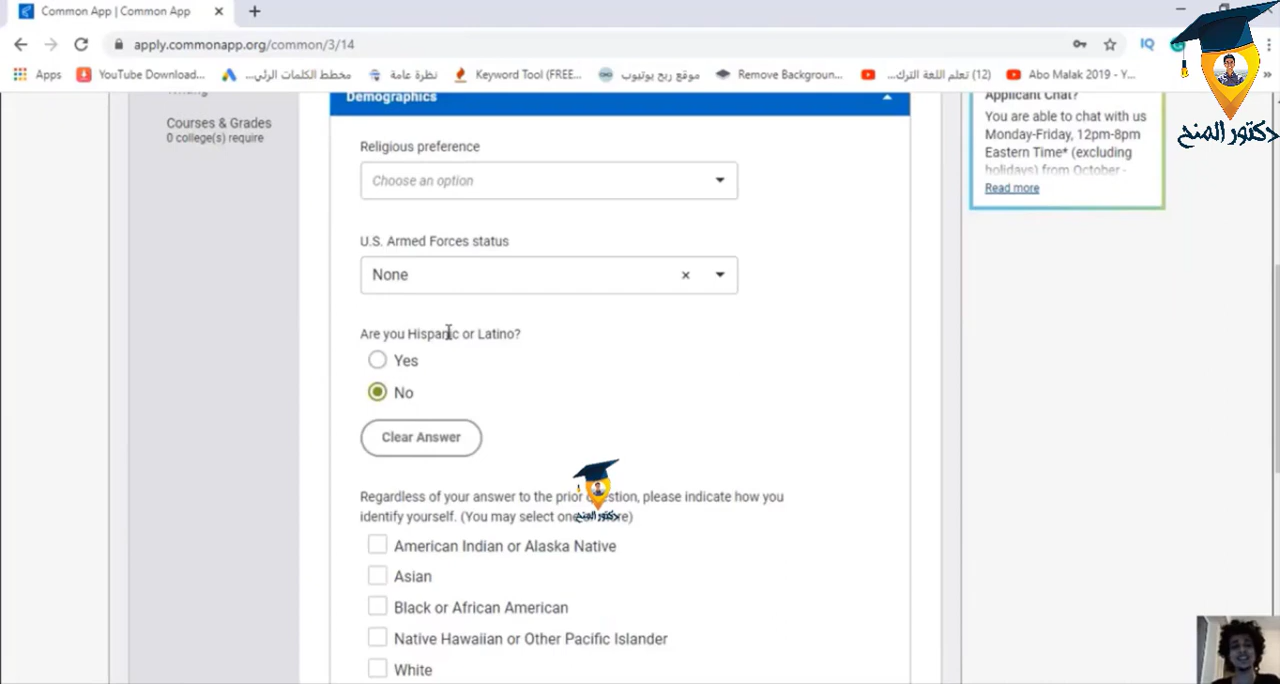 Common App | Common App
apply.commonapp.org/common/3/14
Apps YouTube Download... مخطط الكلمات الرئي... نظرة عامة Keyword Tool (FREE... موقع ربح يوتيوب Remove Backgroun... (12) تعلم اللغة الترك... Abo Malak 2019 - Y...
دكتور المنح
Courses & Grades
0 college(s) require
Demographics
Religious preference
Choose an option
U.S. Armed Forces status
None
Are you Hispanic or Latino?
Yes
No
Clear Answer
Regardless of your answer to the prior question, please indicate how you
identify yourself. (You may select one or more)
دكتور المنح
American Indian or Alaska Native
Asian
Black or African American
Native Hawaiian or Other Pacific Islander
White
Applicant Chat?
You are able to chat with us
Monday-Friday, 12pm-8pm
Eastern Time* (excluding
holidays) from October -
Read more